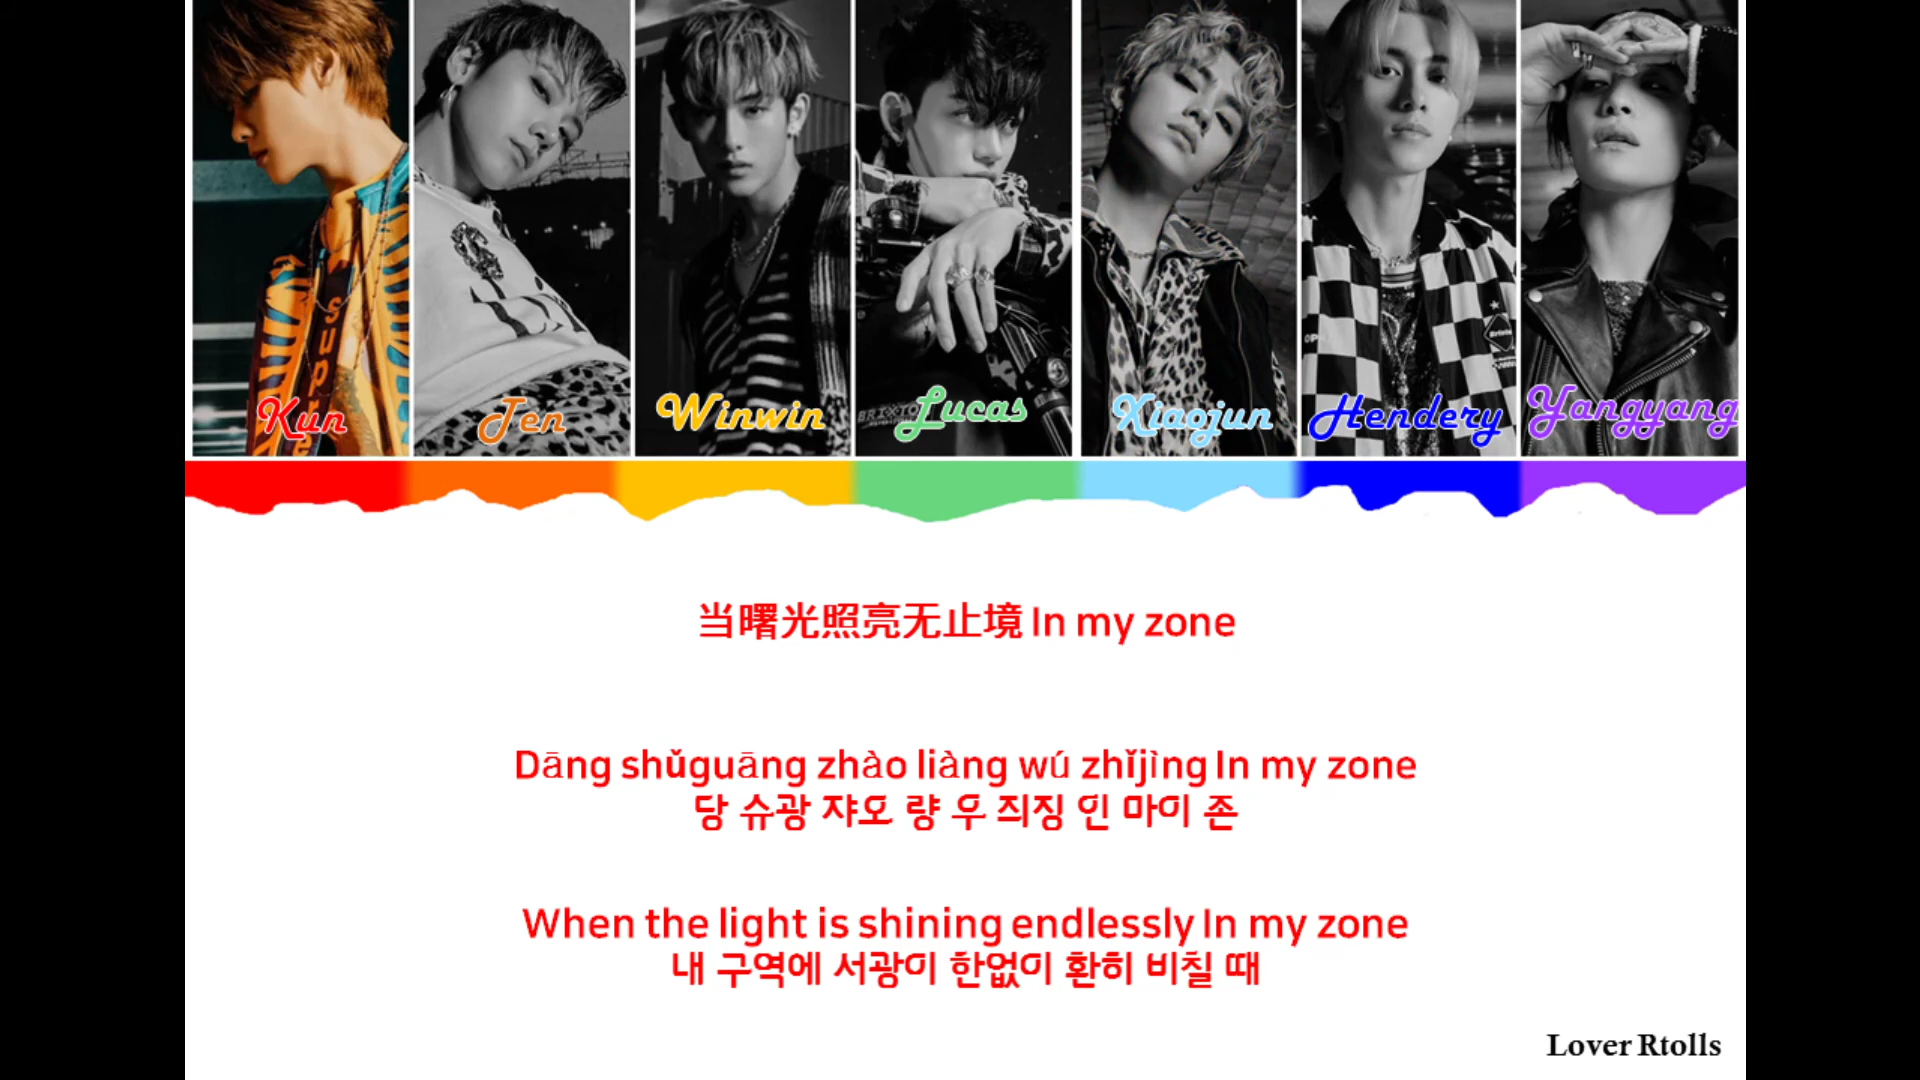 Kun
Ten
Winwin
Lucas
Xiaojun
Hendery
Yangyang
当曙光照亮无止境 In my zone
Dāng shǔguāng zhào liàng wú zhǐjìng In my zone
당 슈광 쟈오 량 우 즤징 인 마이 존
When the light is shining endlessly In my zone
내 구역에 서광이 한없이 환히 비칠 때
Lover Rtolls